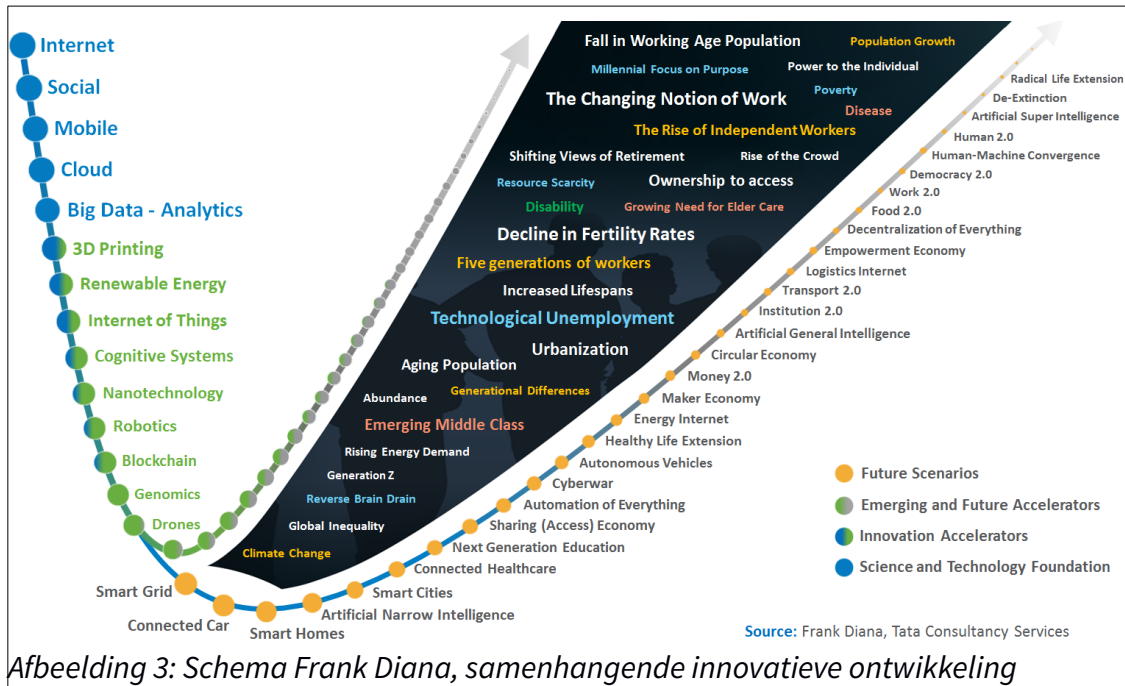 Internet
Social
Mobile
Cloud
Big Data - Analytics
3D Printing
Renewable Energy
Internet of Things
Cognitive Systems
Nanotechnology
Robotics
Blockchain
Genomics
Drones
Smart Grid
Connected Car
Smart Homes
Artificial Narrow Intelligence
Smart Cities
Connected Healthcare
Next Generation Education
Sharing (Access) Economy
Automation of Everything
Cyberwar
Autonomous Vehicles
Healthy Life Extension
Energy Internet
Maker Economy
Money 2.0
Circular Economy
Artificial General Intelligence
Institution 2.0
Transport 2.0
Logistics Internet
Empowerment Economy
Decentralization of Everything
Food 2.0
Work 2.0
Democracy 2.0
Human-Machine Convergence
Human 2.0
Artificial Super Intelligence
De-Extinction
Radical Life Extension
Fall in Working Age Population
Population Growth
Millennial Focus on Purpose
Power to the Individual
Poverty
The Changing Notion of Work
Disease
The Rise of Independent Workers
Shifting Views of Retirement
Rise of the Crowd
Resource Scarcity
Ownership to access
Disability
Growing Need for Elder Care
Decline in Fertility Rates
Five generations of workers
Increased Lifespans
Technological Unemployment
Urbanization
Aging Population
Generational Differences
Abundance
Emerging Middle Class
Rising Energy Demand
Generation Z
Reverse Brain Drain
Global Inequality
Climate Change
Future Scenarios
Emerging and Future Accelerators
Innovation Accelerators
Science and Technology Foundation
Source: Frank Diana, Tata Consultancy Services
Afbeelding 3: Schema Frank Diana, samenhangende innovatieve ontwikkeling